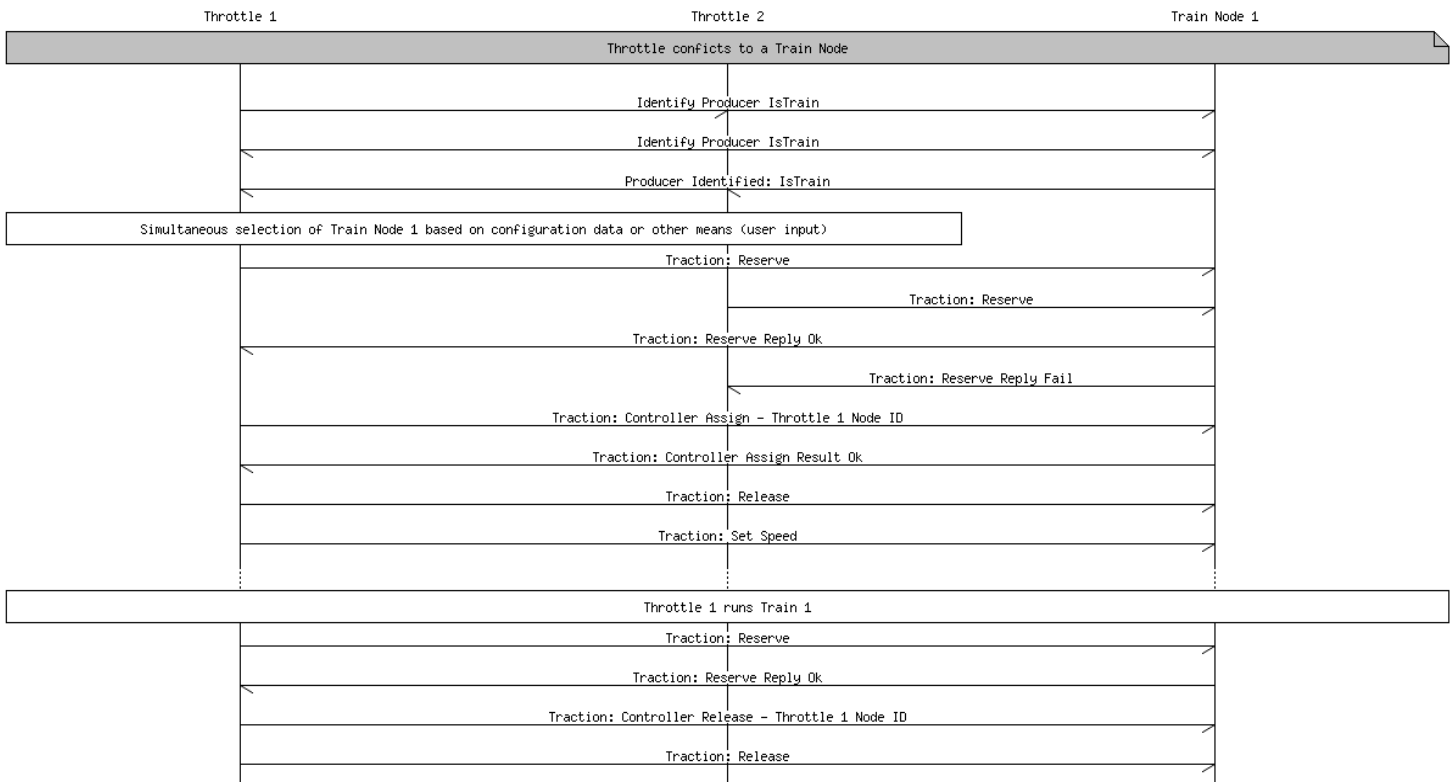 Throttle 1 Throttle 2 Train Node 1
Throttle conficts to a Train Node
Identify Producer IsTrain
Identify Producer IsTrain
Producer Identified: IsTrain
Simultaneous selection of Train Node 1 based on configuration data or other means (user input)
Traction: Reserve
Traction: Reserve
Traction: Reserve Reply Ok
Traction: Reserve Reply Fail
Traction: Controller Assign - Throttle 1 Node ID
Traction: Controller Assign Result Ok
Traction: Release
Traction: Set Speed
Throttle 1 runs Train 1
Traction: Reserve
Traction: Reserve Reply Ok
Traction: Controller Release - Throttle 1 Node ID
Traction: Release